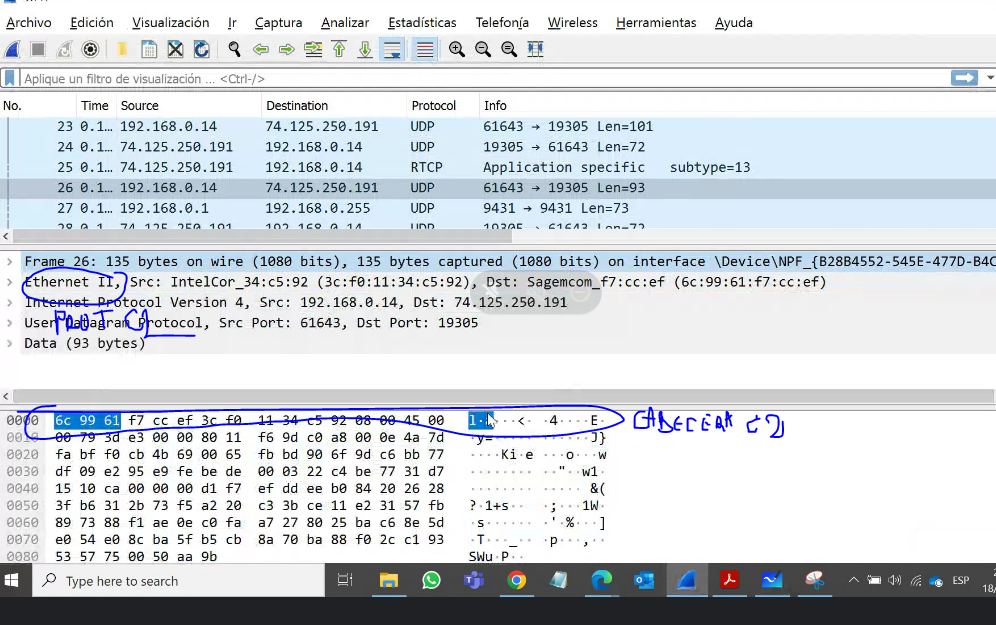 Archivo Edición Visualización Ir Captura Analizar Estadísticas Telefonía Wireless Herramientas Ayuda
Aplique un filtro de visualización ... <Ctrl-/>
No. Time Source Destination Protocol Info
23 0.1… 192.168.0.14 74.125.250.191 UDP 61643 → 19305 Len=101
24 0.1… 74.125.250.191 192.168.0.14 UDP 19305 → 61643 Len=72
25 0.1… 74.125.250.191 192.168.0.14 RTCP Application specific subtype=13
26 0.1… 192.168.0.14 74.125.250.191 UDP 61643 → 19305 Len=93
27 0.1… 192.168.0.1 192.168.0.255 UDP 9431 → 9431 Len=73
28 0.1… 74.125.250.191 192.168.0.14 UDP 19305 → 61643 Len=72
Frame 26: 135 bytes on wire (1080 bits), 135 bytes captured (1080 bits) on interface \Device\NPF_{B28B4552-545E-477D-B4C
Ethernet II, Src: IntelCor_34:c5:92 (3c:f0:11:34:c5:92), Dst: Sagemcom_f7:cc:ef (6c:99:61:f7:cc:ef)
Internet Protocol Version 4, Src: 192.168.0.14, Dst: 74.125.250.191
PROT
User Datagram Protocol, Src Port: 61643, Dst Port: 19305
Data (93 bytes)
0000 6c 99 61 f7 cc ef 3c f0 11 34 c5 92 08 00 45 00 l·a···<· ·4····E·
CABECERA
0010 00 79 3d e3 00 00 80 11 f6 9d c0 a8 00 0e 4a 7d ·y=····· ······J}
0020 fa bf f0 cb 4b 69 00 65 fb bd 90 6f 9d c6 bb 77 ····Ki·e ···o···w
0030 df 09 e2 95 e9 fe be de 00 03 22 c4 be 77 31 d7 ········ ··"··w1·
0040 15 10 ca 00 00 00 d1 f7 ef dd ee b0 84 20 26 28 ········ ····· &(
0050 3f b6 31 2b 73 f5 a2 20 c3 3b ce 11 e2 31 57 fb ?·1+s·· ·;···1W·
0060 89 73 88 f1 ae 0e c0 fa a7 27 80 25 ba c6 8e 5d ·s······ ·'·%···]
0070 e0 54 e0 8c ba 5f b5 cb 8a 70 ba 88 f0 2c c1 93 ·T···_·· ·p···,··
0080 53 57 75 00 50 aa 9b SWu·P··
Type here to search
ESP
18/